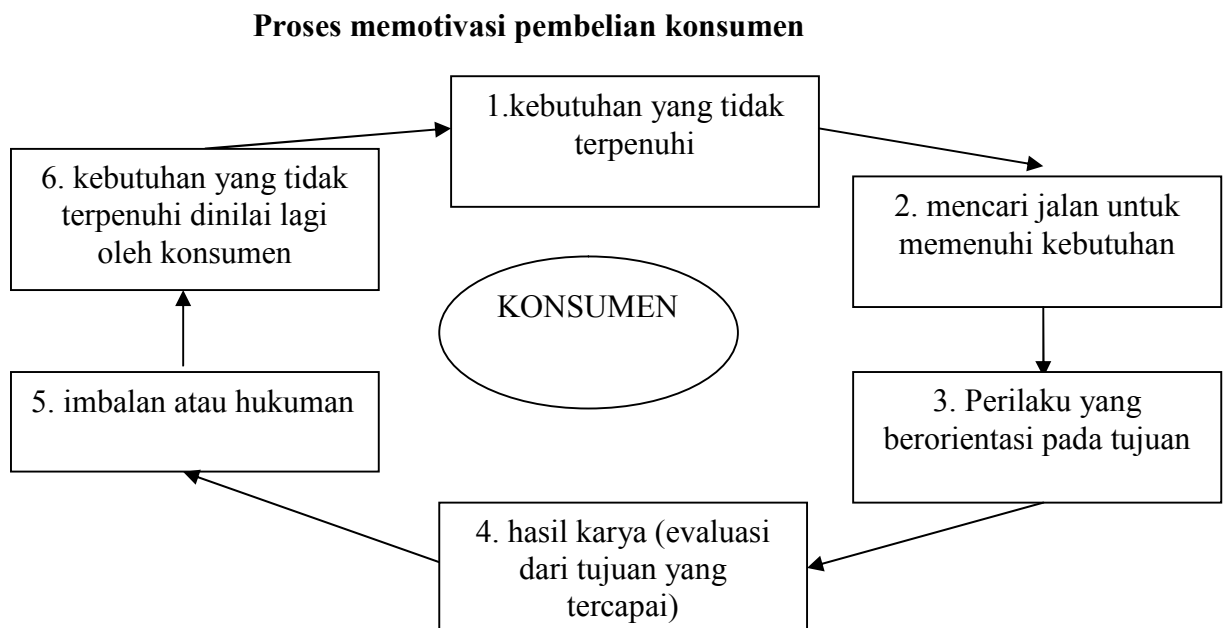 Proses memotivasi pembelian konsumen
1.kebutuhan yang tidak
terpenuhi
2. mencari jalan untuk
memenuhi kebutuhan
3. Perilaku yang
berorientasi pada tujuan
4. hasil karya (evaluasi
dari tujuan yang
tercapai)
5. imbalan atau hukuman
6. kebutuhan yang tidak
terpenuhi dinilai lagi
oleh konsumen
KONSUMEN